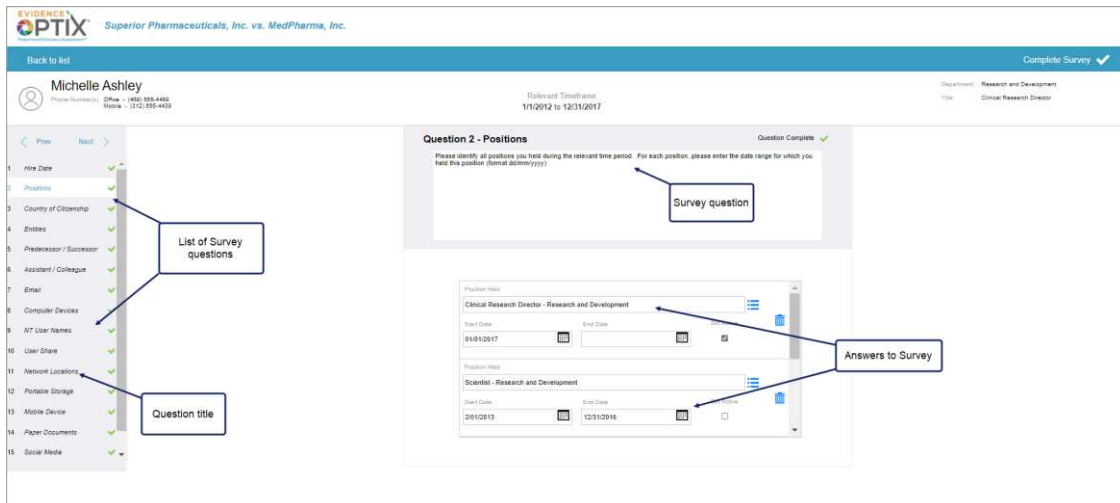 EVIDENCE
OPTIX
Superior Pharmaceuticals, Inc. vs. MedPharma, Inc.
Back to list
Complete Survey
Michelle Ashley
Phone Number(s): Office - (469) 555-4468
Mobile - (312) 555-4439
Relevant Timeframe
1/1/2012 to 12/31/2017
Department: Research and Development
Title: Clinical Research Director
Prev Next
1 Hire Date
2 Positions
3 Country of Citizenship
4 Entities
5 Predecessor / Successor
6 Assistant / Colleague
7 Email
8 Computer Devices
9 NT User Names
10 User Share
11 Network Locations
12 Portable Storage
13 Mobile Device
14 Paper Documents
15 Social Media
List of Survey
questions
Question title
Question 2 - Positions
Question Complete
Please identify all positions you held during the relevant time period. For each position, please enter the date range for which you
held this position (format dd/mm/yyyy)
Survey question
Position Held
Clinical Research Director - Research and Development
Start Date End Date
01/01/2017
Position Held
Scientist - Research and Development
Start Date End Date
2/01/2013 12/31/2016
Answers to Survey